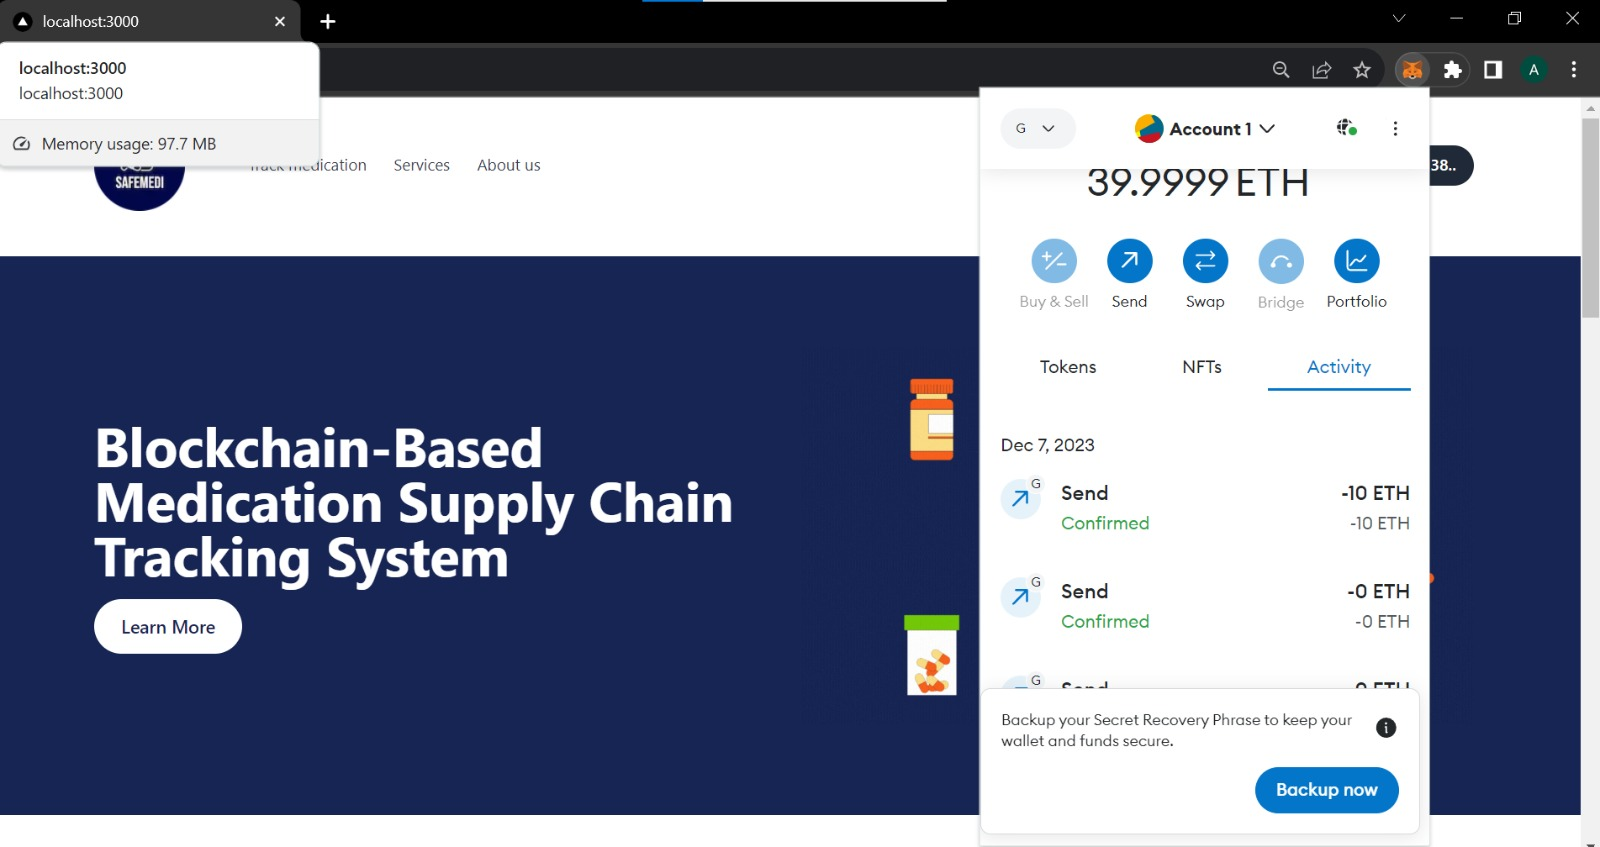 localhost:3000
localhost:3000
localhost:3000
Memory usage: 97.7 MB
A
G
Account 1
SAFEMEDI
Track medication
Services
About us
38..
39.9999 ETH
Buy & Sell
Send
Swap
Bridge
Portfolio
Tokens
NFTs
Activity
Blockchain-Based
Medication Supply Chain
Tracking System
Learn More
Dec 7, 2023
G
Send
-10 ETH
Confirmed
-10 ETH
G
Send
-0 ETH
Confirmed
-0 ETH
G
Send
-0 ETH
Backup your Secret Recovery Phrase to keep your
wallet and funds secure.
Backup now